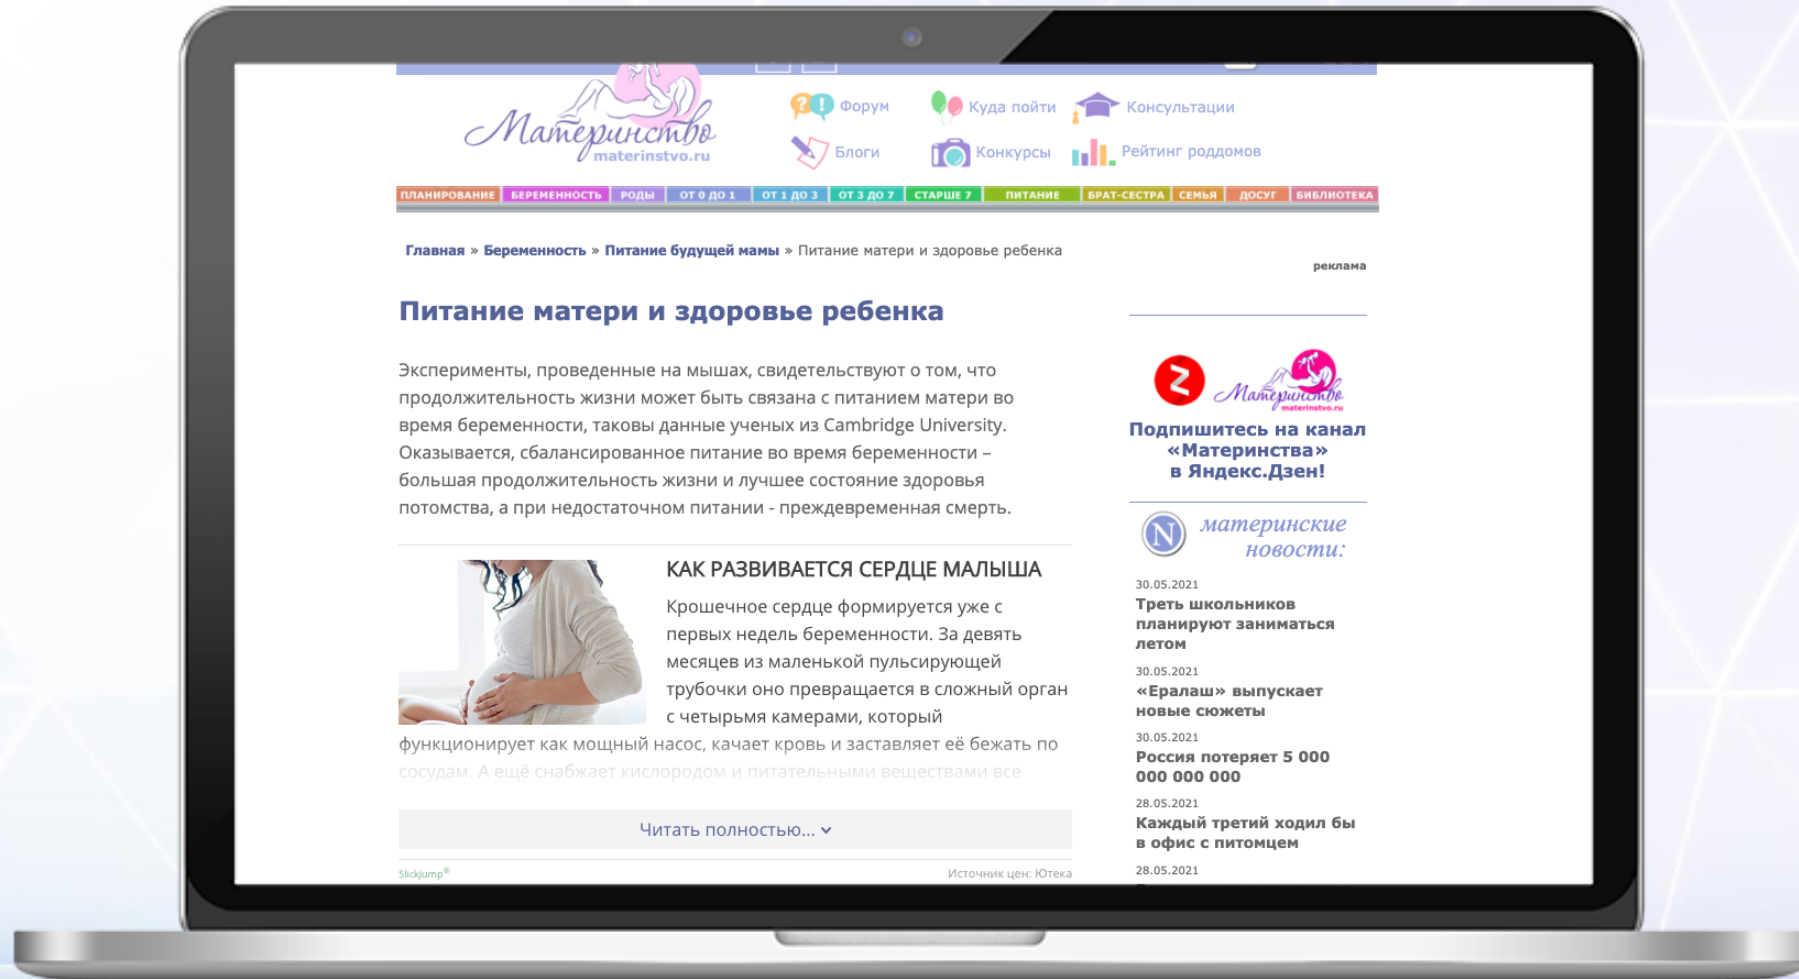 Материнство
materinstvo.ru
Форум
Куда пойти
Консультации
Блоги
Конкурсы
Рейтинг роддомов
ПЛАНИРОВАНИЕ БЕРЕМЕННОСТЬ РОДЫ ОТ 0 ДО 1 ОТ 1 ДО 3 ОТ 3 ДО 7 СТАРШЕ 7 ПИТАНИЕ БРАТ-СЕСТРА СЕМЬЯ ДОСУГ БИБЛИОТЕКА
Главная » Беременность » Питание будущей мамы » Питание матери и здоровье ребенка
Питание матери и здоровье ребенка
Эксперименты, проведенные на мышах, свидетельствуют о том, что
продолжительность жизни может быть связана с питанием матери во
время беременности, таковы данные ученых из Cambridge University.
Оказывается, сбалансированное питание во время беременности –
большая продолжительность жизни и лучшее состояние здоровья
потомства, а при недостаточном питании - преждевременная смерть.
КАК РАЗВИВАЕТСЯ СЕРДЦЕ МАЛЫША
Крошечное сердце формируется уже с
первых недель беременности. За девять
месяцев из маленькой пульсирующей
трубочки оно превращается в сложный орган
с четырьмя камерами, который
функционирует как мощный насос, качает кровь и заставляет её бежать по
сосудам. А ещё снабжает кислородом и питательными веществами все
Читать полностью...
SlickJump®
Источник цен: Ютека
реклама
Z
Материнство
materinstvo.ru
Подпишитесь на канал
«Материнства»
в Яндекс.Дзен!
N
материнские
новости:
30.05.2021
Треть школьников
планируют заниматься
летом
30.05.2021
«Ералаш» выпускает
новые сюжеты
30.05.2021
Россия потеряет 5 000
000 000 000
28.05.2021
Каждый третий ходил бы
в офис с питомцем
28.05.2021